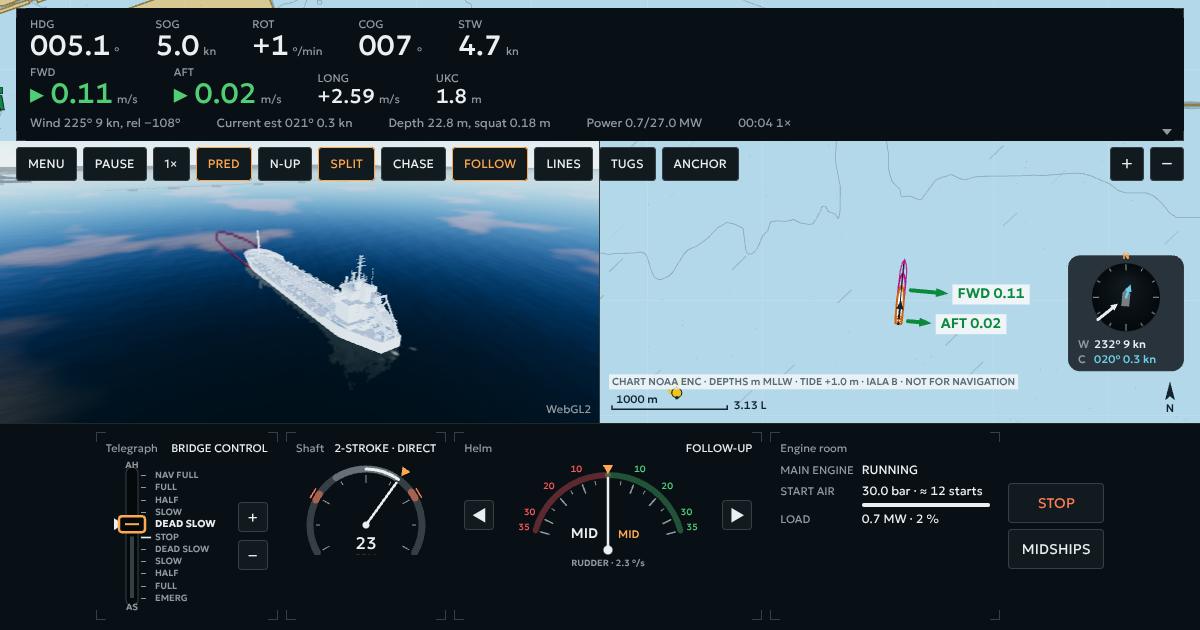 HDG SOG ROT COG STW
005.1 ° 5.0 kn +1 °/min 007 ° 4.7 kn
FWD AFT LONG UKC
▶ 0.11 m/s ▶ 0.02 m/s +2.59 m/s 1.8 m
Wind 225° 9 kn, rel −108° Current est 021° 0.3 kn Depth 22.8 m, squat 0.18 m Power 0.7/27.0 MW 00:04 1×
MENU PAUSE 1× PRED N-UP SPLIT CHASE FOLLOW LINES TUGS ANCHOR + −
N
FWD 0.11
AFT 0.02
W 232° 9 kn
C 020° 0.3 kn
CHART NOAA ENC · DEPTHS m MLLW · TIDE +1.0 m · IALA B · NOT FOR NAVIGATION
1000 m 3.13 L
N
WebGL2
Telegraph BRIDGE CONTROL
AH
NAV FULL
FULL
HALF
SLOW
DEAD SLOW
STOP
DEAD SLOW
SLOW
HALF
FULL
EMERG
AS
+
−
Shaft 2-STROKE · DIRECT
23
Helm FOLLOW-UP
10 10
20 20
30 30
35 35
MID MID
RUDDER · 2.3 °/s
Engine room
MAIN ENGINE RUNNING
START AIR 30.0 bar · ≈ 12 starts
LOAD 0.7 MW · 2 %
STOP
MIDSHIPS